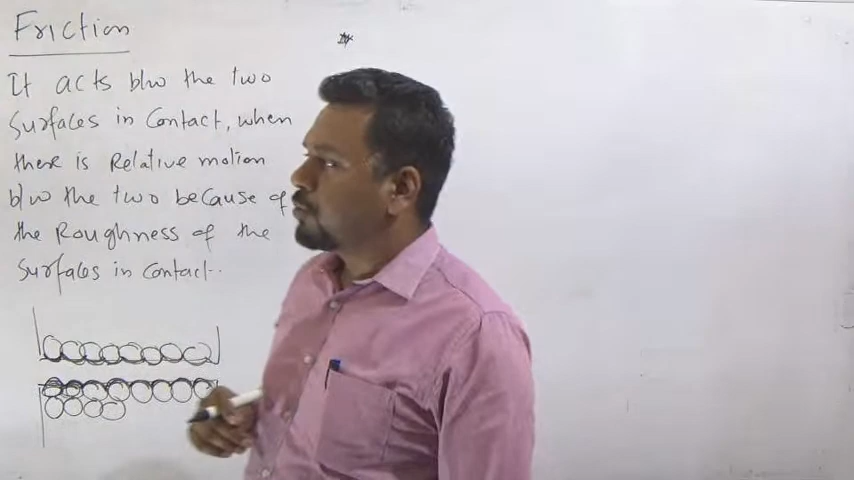 Friction
It acts b/w the two
Surfaces in Contact, when
there is Relative motion
b/w the two because of
the Roughness of the
Surfaces in Contact..